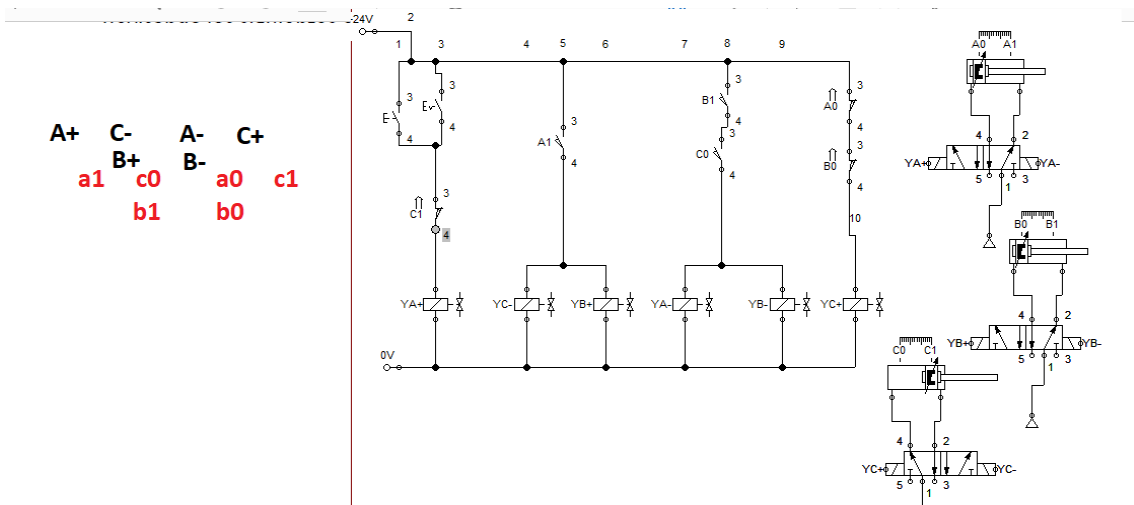 -24V
2
1
3
4
5
6
7
8
9
A+ C- A- C+
B+ B-
a1 c0 a0 c1
b1 b0
3
E-
4
3
Ev-
4
3
C1
4
3
A1
4
3
B1
4
3
C0
4
3
A0
4
3
B0
4
10
YA+
YC-
YB+
YA-
YB-
YC+
0V
A0 A1
4 2
YA+ YA-
5 1 3
B0 B1
4 2
YB+ YB-
5 1 3
C0 C1
4 2
YC+ YC-
5 1 3